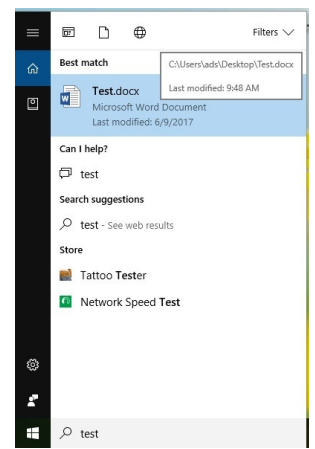 Filters
Best match
C:\Users\ads\Desktop\Test.docx
Last modified: 9:48 AM
Test.docx
Microsoft Word Document
Last modified: 6/9/2017
Can I help?
test
Search suggestions
test - See web results
Store
Tattoo Tester
Network Speed Test
test